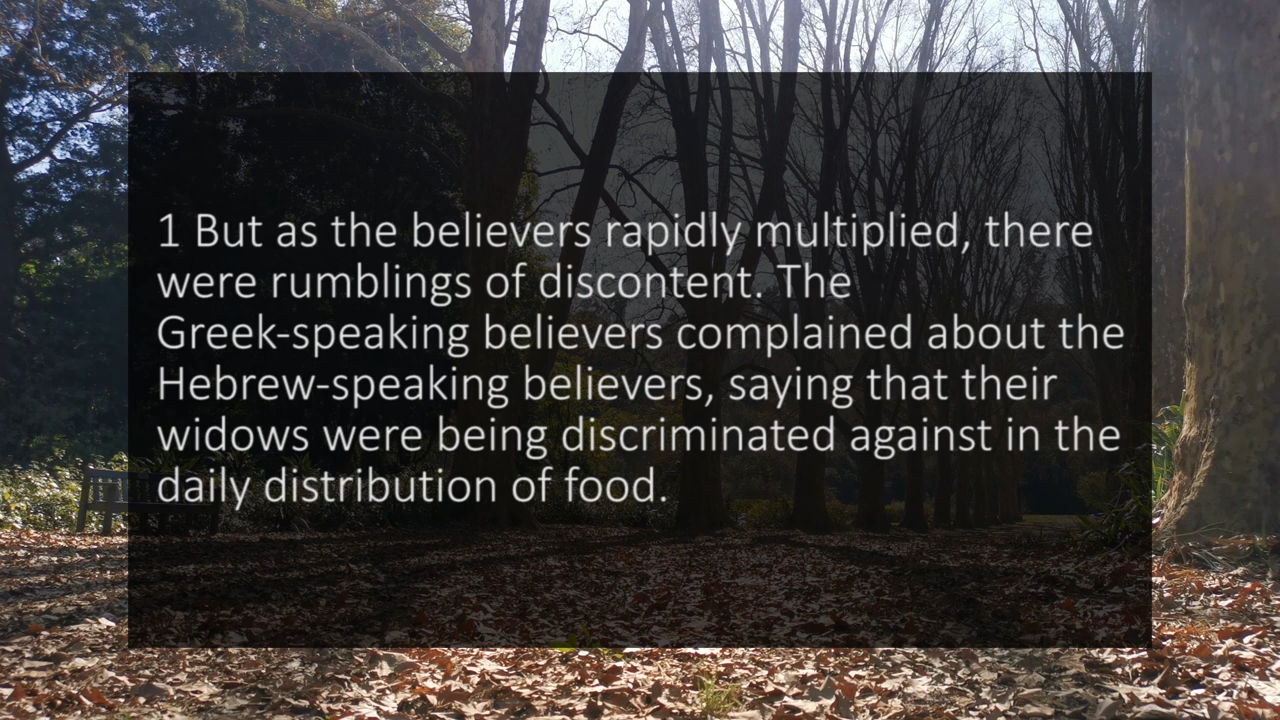 1 But as the believers rapidly multiplied, there
were rumblings of discontent. The
Greek-speaking believers complained about the
Hebrew-speaking believers, saying that their
widows were being discriminated against in the
daily distribution of food.